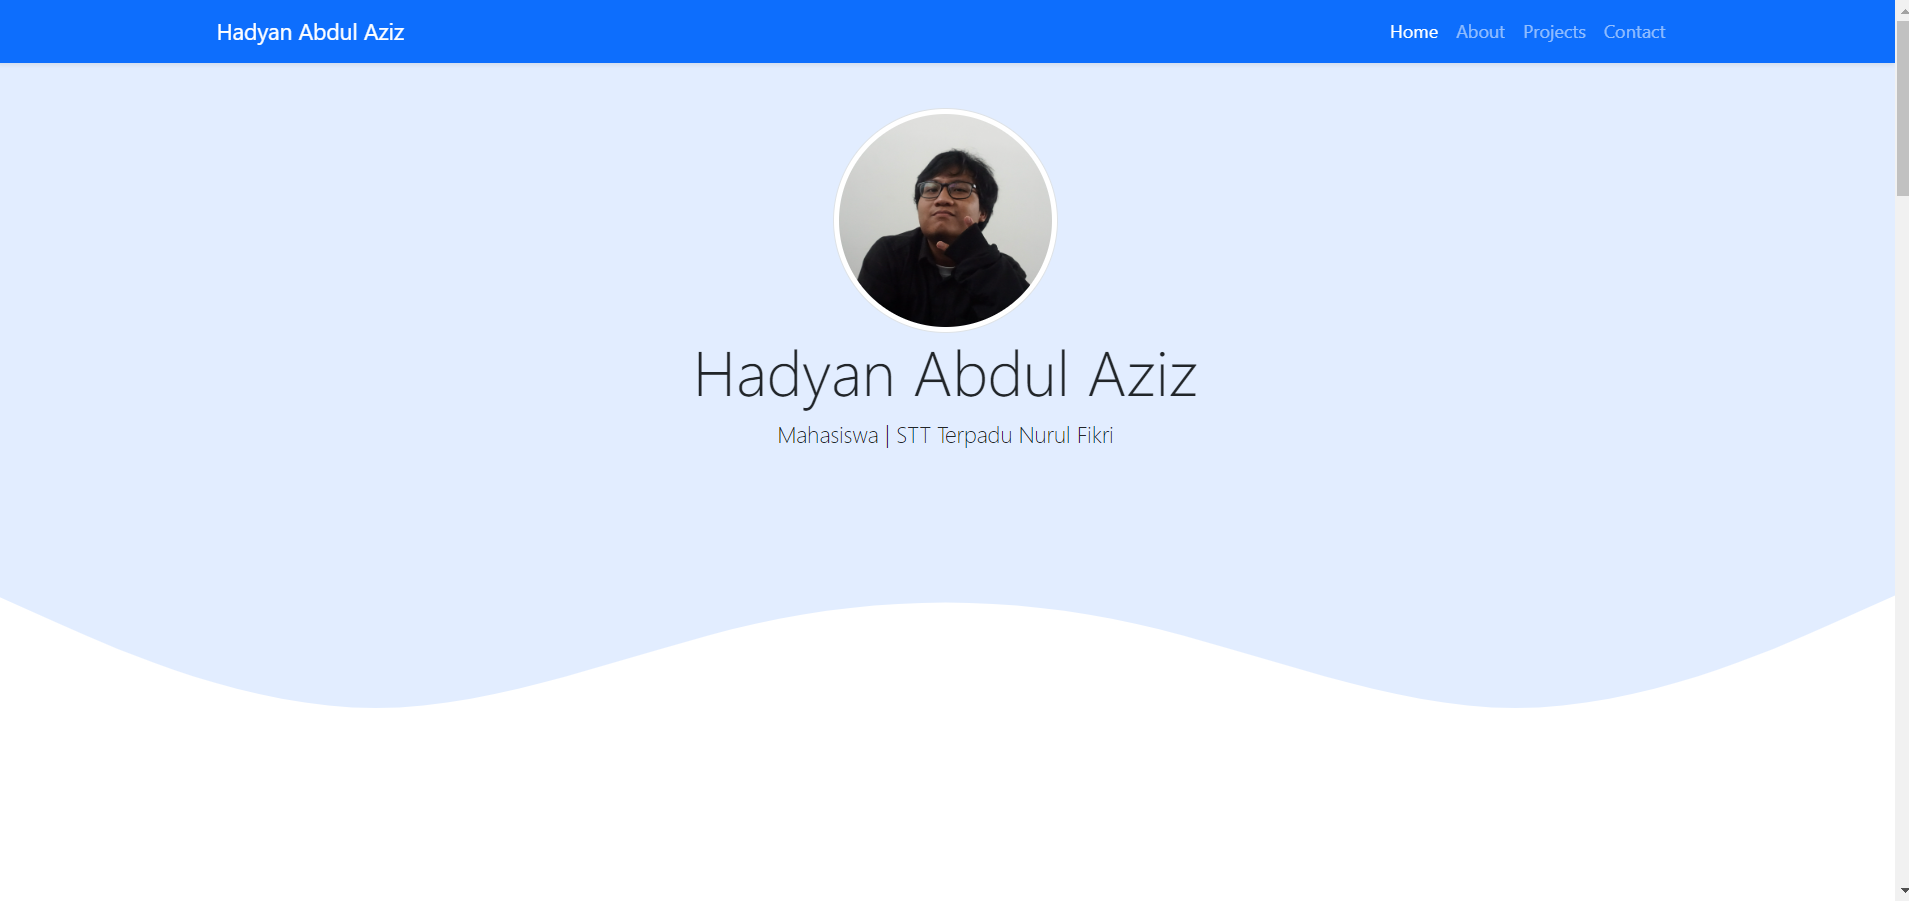 Hadyan Abdul Aziz
Home About Projects Contact
Hadyan Abdul Aziz
Mahasiswa | STT Terpadu Nurul Fikri